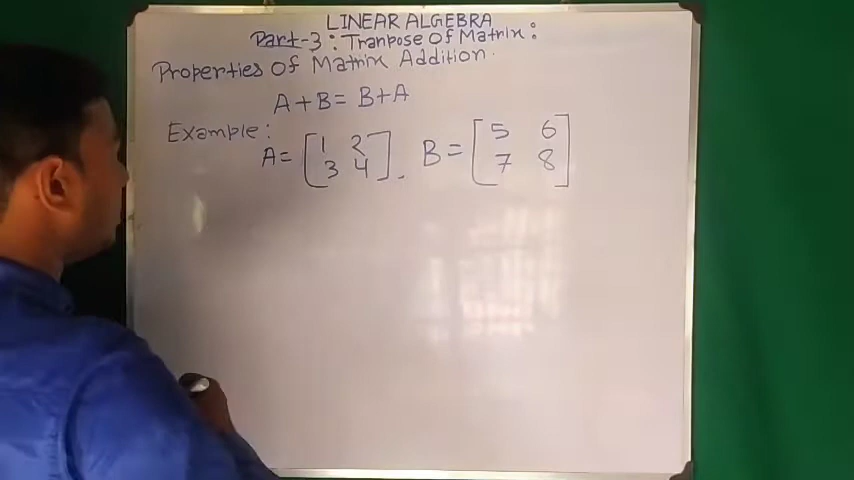 LINEAR ALGEBRA
Part-3: Tranpose Of Matrix:
Properties Of Matrix Addition.
A+B= B+A
Example:
A= [1 2
3 4], B= [5 6
7 8]